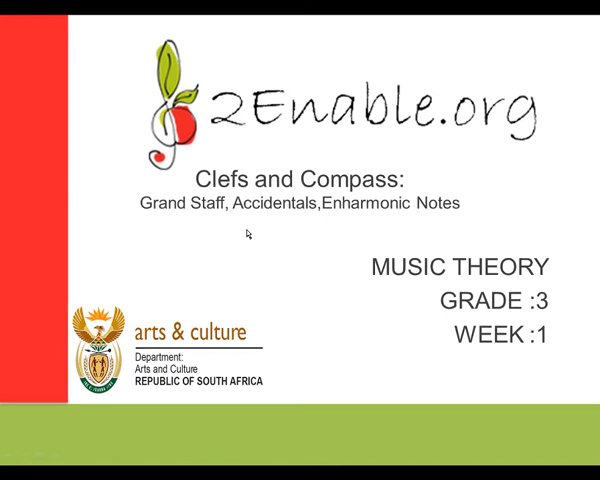 2Enable.org
Clefs and Compass:
Grand Staff, Accidentals,Enharmonic Notes
MUSIC THEORY
GRADE :3
WEEK :1
arts & culture
Department:
Arts and Culture
REPUBLIC OF SOUTH AFRICA